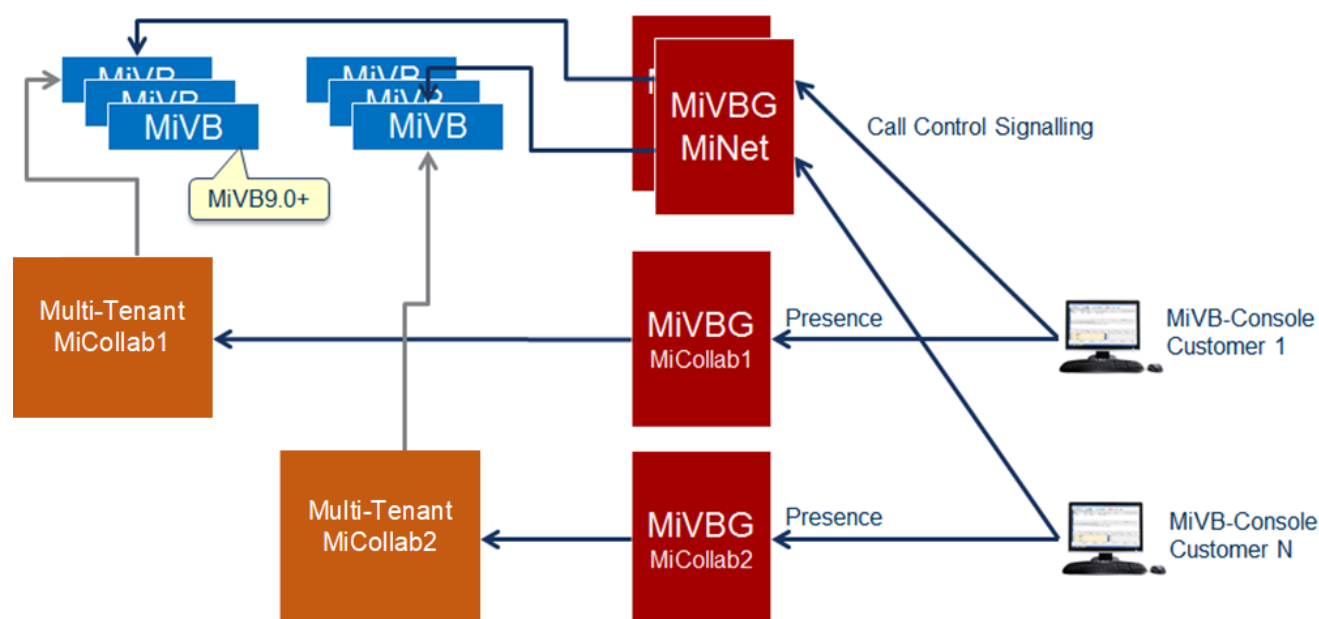 MiVB
MiVB
MiVB
MiVB9.0+
MiVB
MiVB
MiVB
MiVBG
MiNet
Call Control Signalling
Multi-Tenant
MiCollab1
MiVBG
MiCollab1
Presence
MiVB-Console
Customer 1
Multi-Tenant
MiCollab2
MiVBG
MiCollab2
Presence
MiVB-Console
Customer N